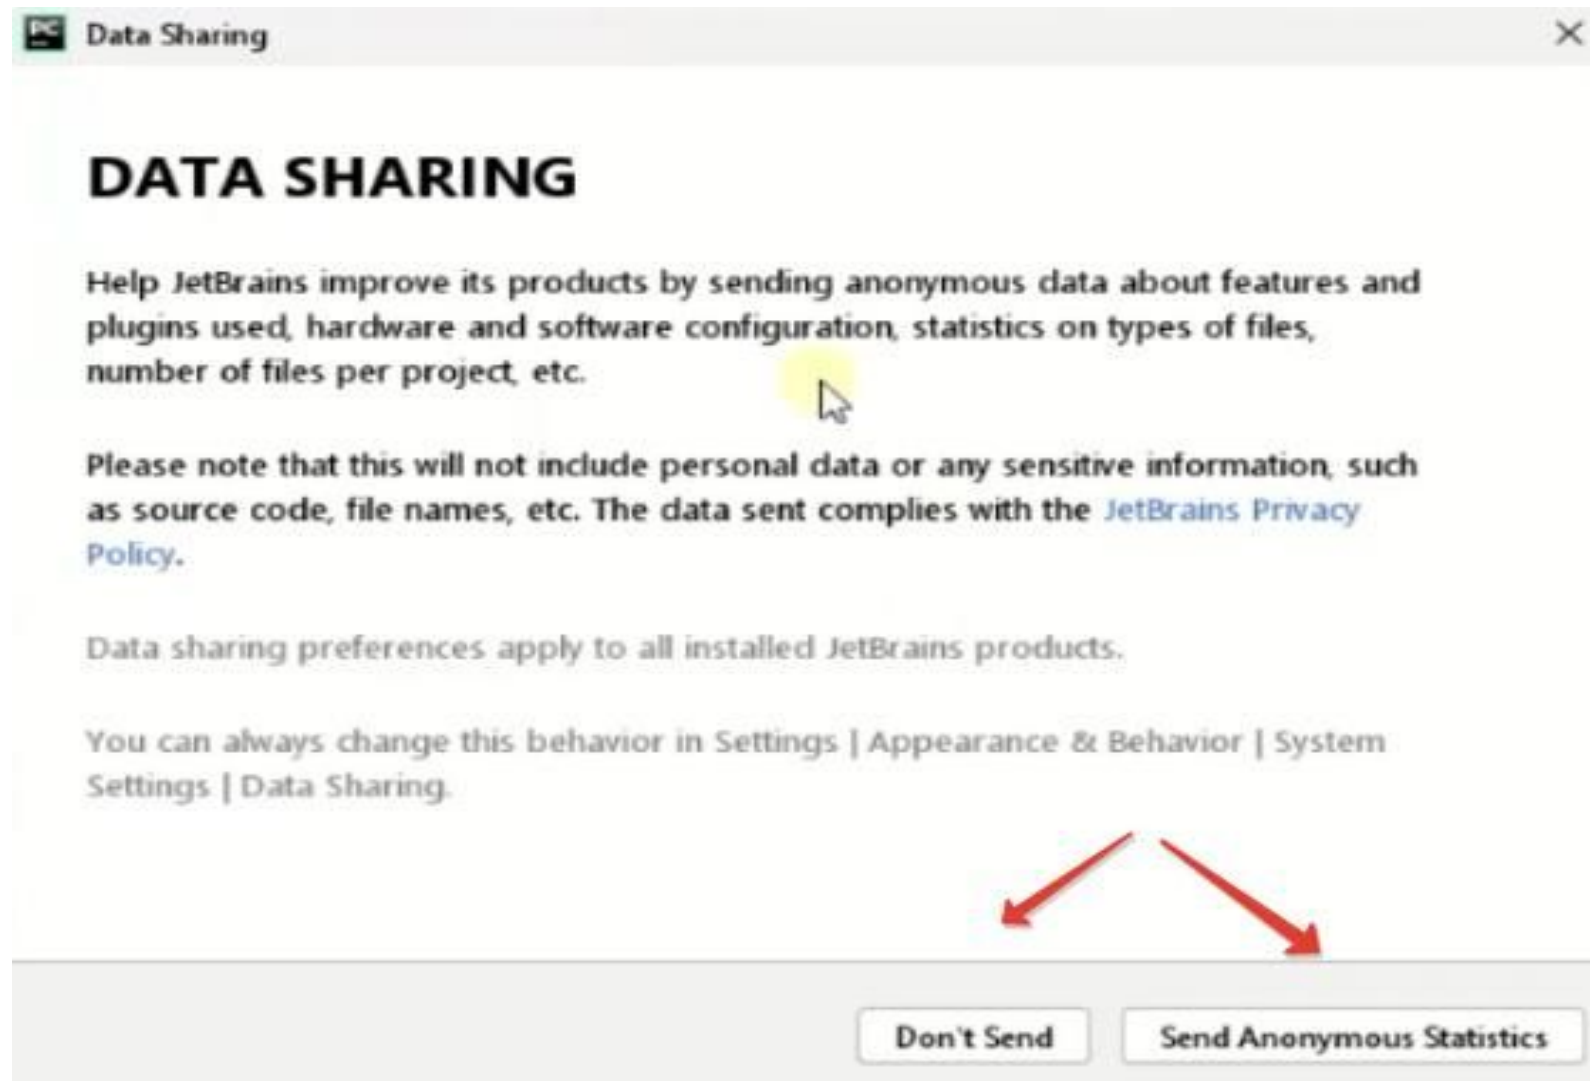 PC
Data Sharing
DATA SHARING
Help JetBrains improve its products by sending anonymous data about features and
plugins used, hardware and software configuration, statistics on types of files,
number of files per project, etc.
Please note that this will not include personal data or any sensitive information, such
as source code, file names, etc. The data sent complies with the JetBrains Privacy
Policy.
Data sharing preferences apply to all installed JetBrains products.
You can always change this behavior in Settings | Appearance & Behavior | System
Settings | Data Sharing.
Don't Send
Send Anonymous Statistics